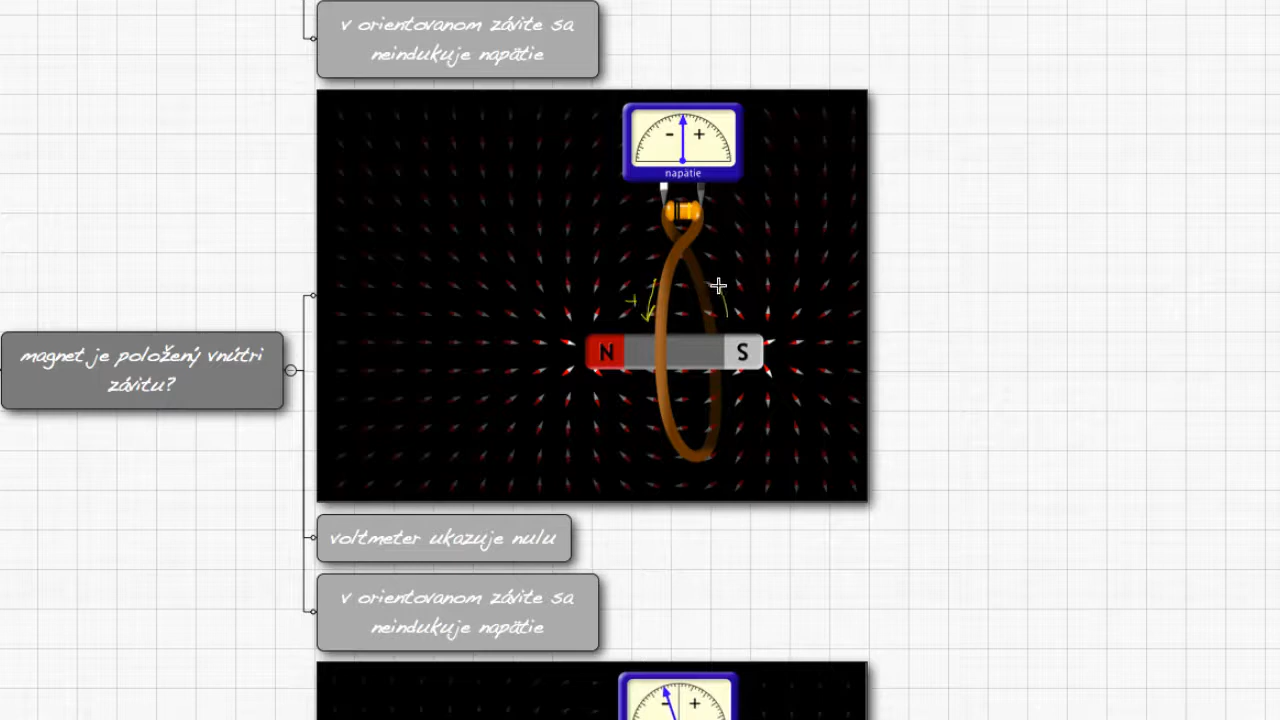 v orientovanom závite sa
neindukuje napätie
- +
napätie
+
N S
magnet je položený vnútri
závitu?
voltmeter ukazuje nulu
v orientovanom závite sa
neindukuje napätie
- +